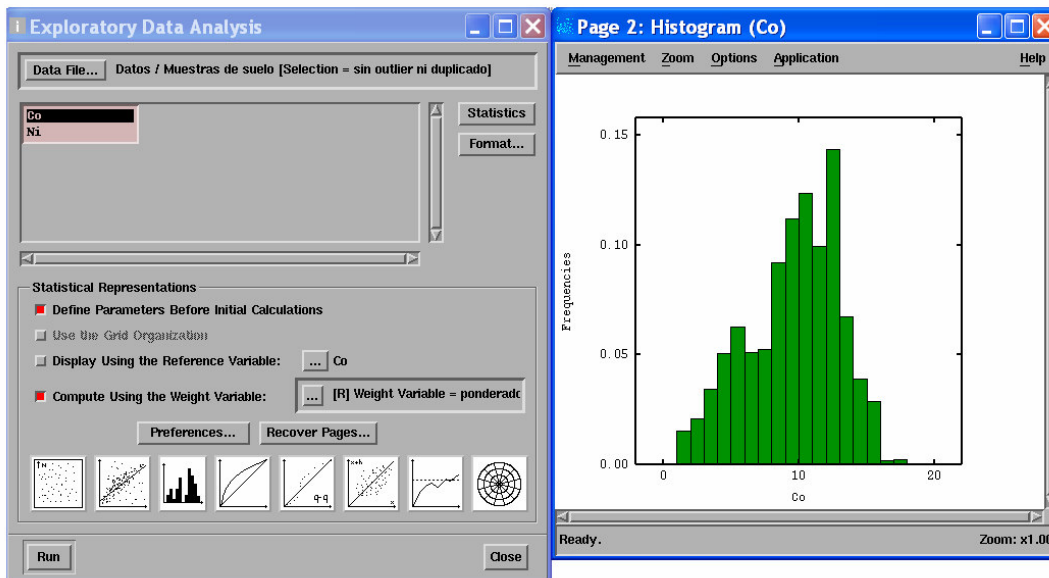 Exploratory Data Analysis
Data File... Datos / Muestras de suelo [Selection = sin outlier ni duplicado]
Co
Ni
Statistics
Format...
Statistical Representations
Define Parameters Before Initial Calculations
Use the Grid Organization
Display Using the Reference Variable: ... Co
Compute Using the Weight Variable: ... [R] Weight Variable = ponderado
Preferences... Recover Pages...
N
q-q
x+h
x
Run
Close
Page 2: Histogram (Co)
Management Zoom Options Application Help
0.15
0.10
0.05
0.00
Frequencies
0 10 20
Co
Ready. Zoom: x1.00